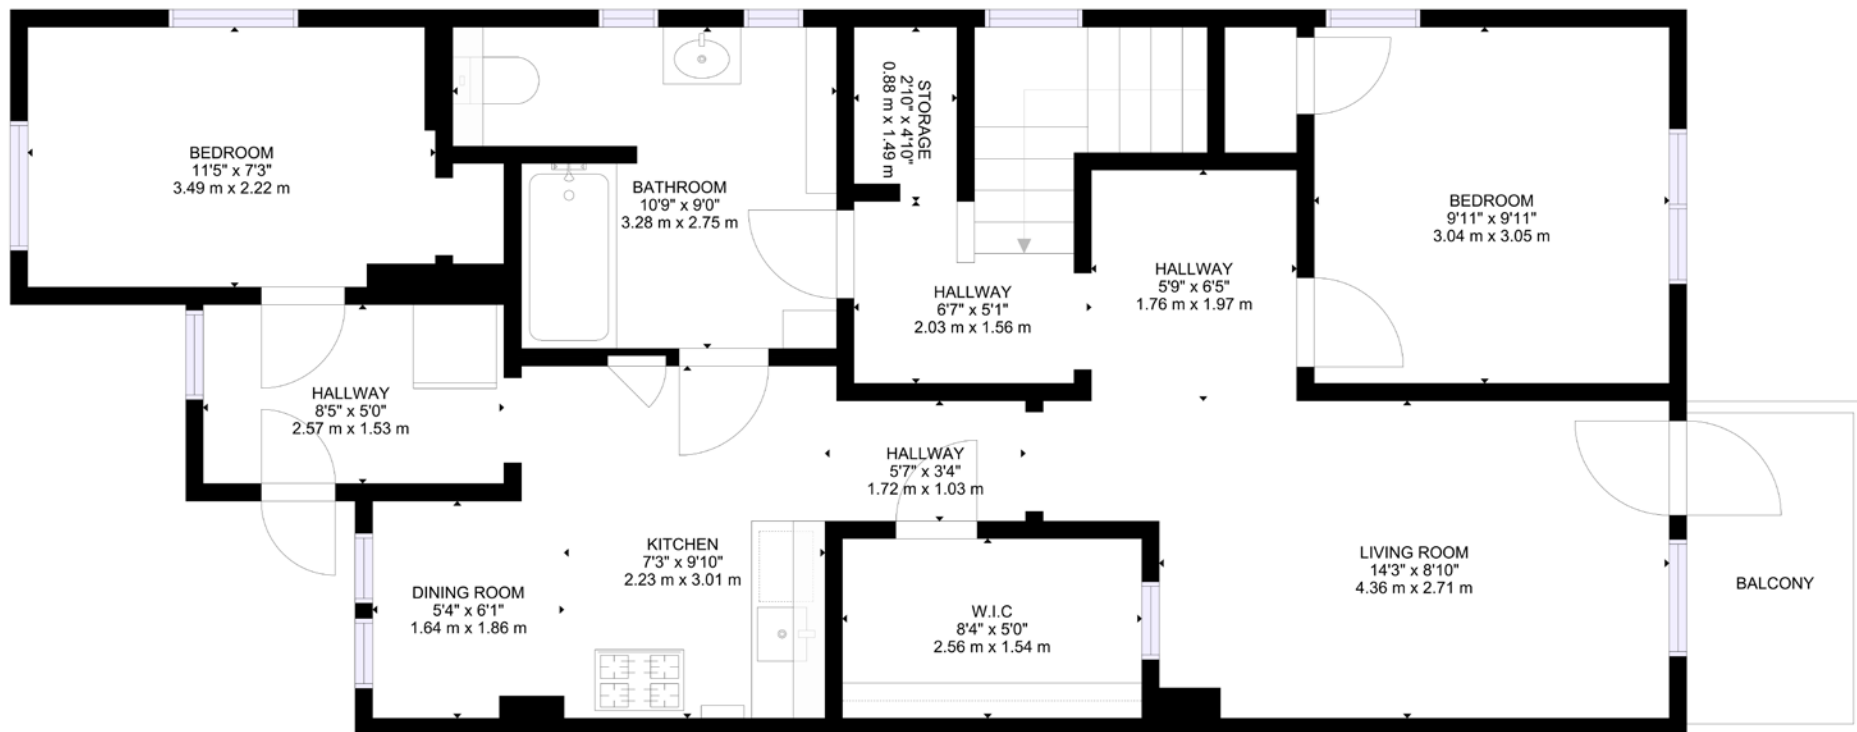 BEDROOM
11'5" x 7'3"
3.49 m x 2.22 m
BATHROOM
10'9" x 9'0"
3.28 m x 2.75 m
STORAGE
2'10" x 4'10"
0.88 m x 1.49 m
BEDROOM
9'11" x 9'11"
3.04 m x 3.05 m
HALLWAY
5'9" x 6'5"
1.76 m x 1.97 m
HALLWAY
6'7" x 5'1"
2.03 m x 1.56 m
HALLWAY
8'5" x 5'0"
2.57 m x 1.53 m
HALLWAY
5'7" x 3'4"
1.72 m x 1.03 m
KITCHEN
7'3" x 9'10"
2.23 m x 3.01 m
DINING ROOM
5'4" x 6'1"
1.64 m x 1.86 m
W.I.C
8'4" x 5'0"
2.56 m x 1.54 m
LIVING ROOM
14'3" x 8'10"
4.36 m x 2.71 m
BALCONY